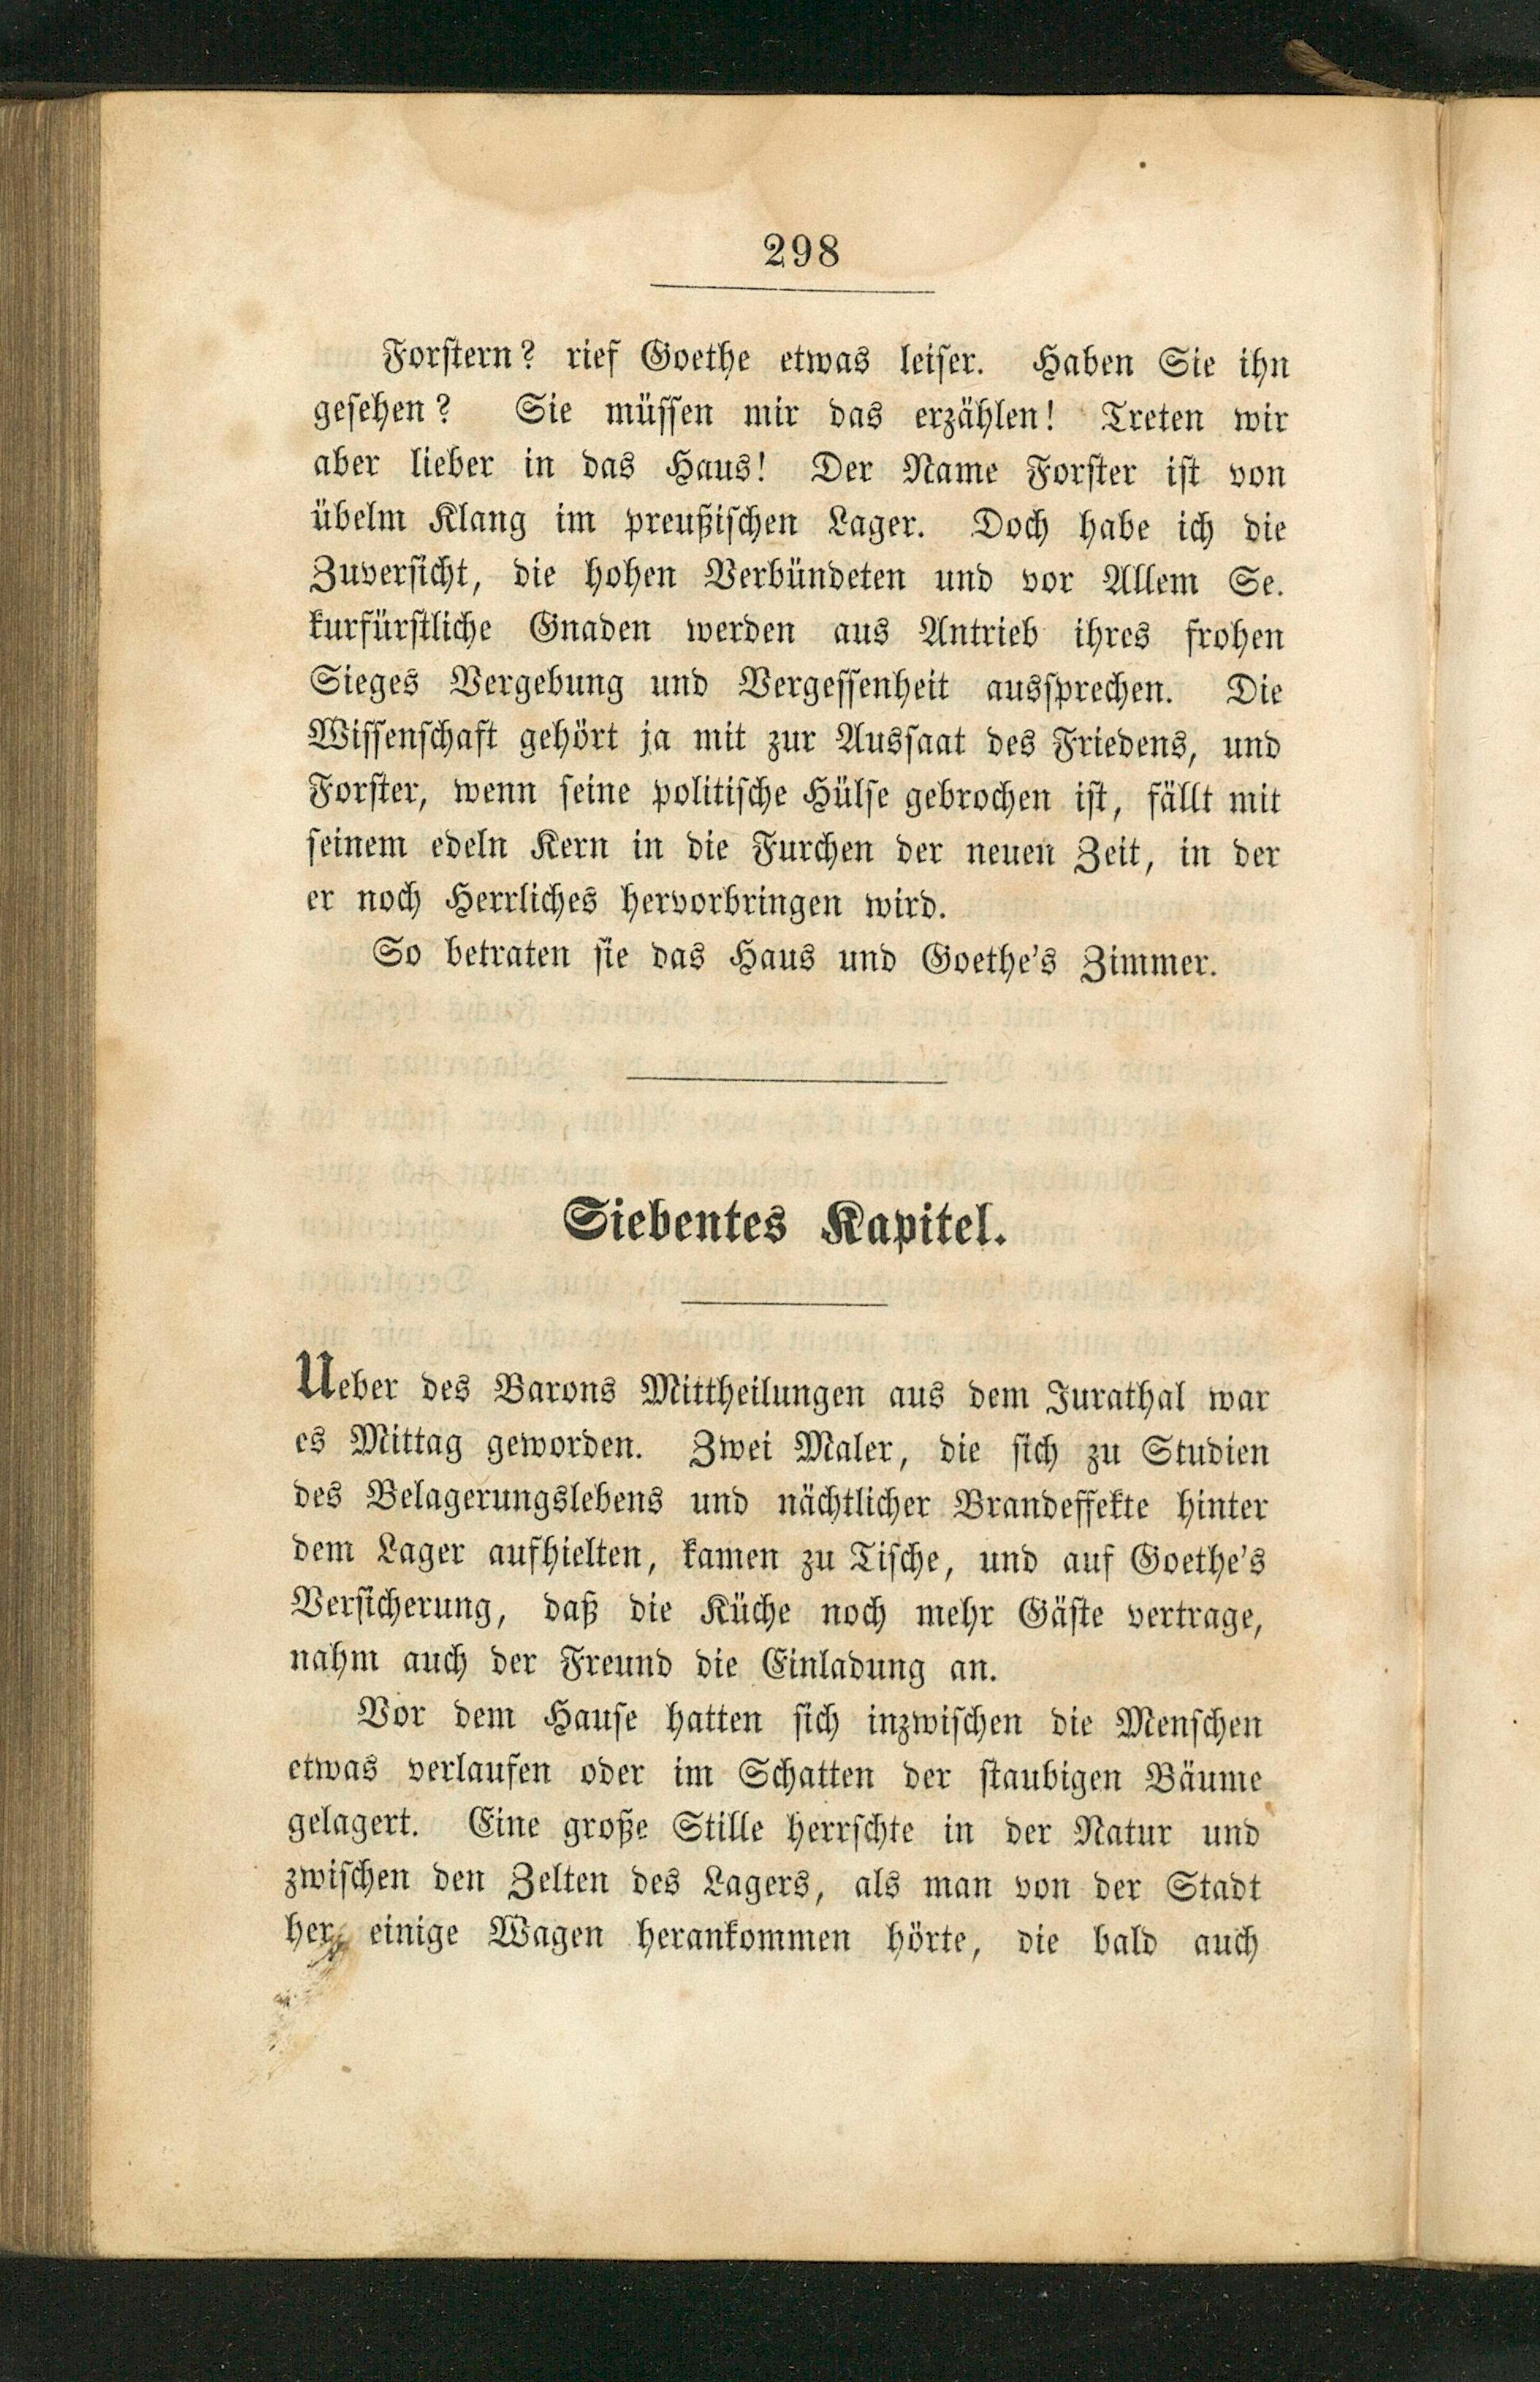 298
Forstern? rief Goethe etwas leiser. Haben Sie ihn
gesehen? Sie müssen mir das erzählen! Treten wir
aber lieber in das Haus! Der Name Forster ist von
übelm Klang im preußischen Lager. Doch habe ich die
Zuversicht, die hohen Verbündeten und vor Allem Se.
kurfürstliche Gnaden werden aus Antrieb ihres frohen
Sieges Vergebung und Vergessenheit aussprechen. Die
Wissenschaft gehört ja mit zur Aussaat des Friedens, und
Forster, wenn seine politische Hülse gebrochen ist, fällt mit
seinem edeln Kern in die Furchen der neuen Zeit, in der
er noch Herrliches hervorbringen wird.
So betraten sie das Haus und Goethe's Zimmer.
Siebentes Kapitel.
Ueber des Barons Mittheilungen aus dem Jurathal war
es Mittag geworden. Zwei Maler, die sich zu Studien
des Belagerungslebens und nächtlicher Brandeffekte hinter
dem Lager aufhielten, kamen zu Tische, und auf Goethe's
Versicherung, daß die Küche noch mehr Gäste vertrage,
nahm auch der Freund die Einladung an.
Vor dem Hause hatten sich inzwischen die Menschen
etwas verlaufen oder im Schatten der staubigen Bäume
gelagert. Eine große Stille herrschte in der Natur und
zwischen den Zelten des Lagers, als man von der Stadt
her einige Wagen herankommen hörte, die bald auch